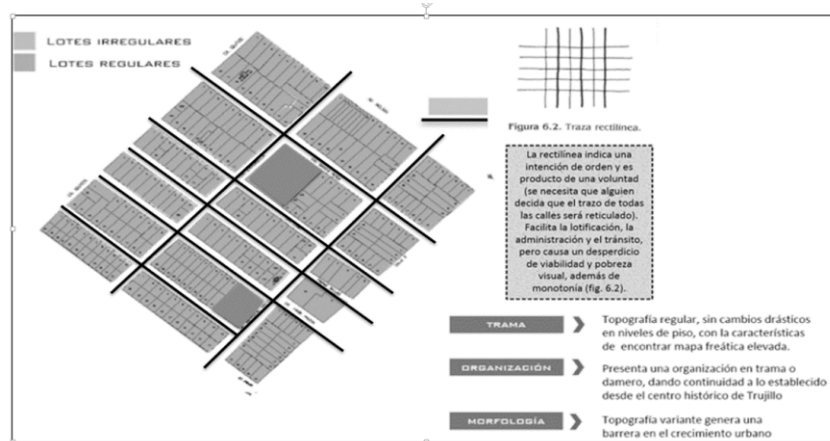 LOTES IRREGULARES
LOTES REGULARES
Figura 6.2. Traza rectilínea.
La rectilínea indica una
intención de orden y es
producto de una voluntad
(se necesita que alguien
decida que el trazo de todas
las calles será reticulado).
Facilita la lotificación, la
administración y el tránsito,
pero causa un desperdicio
de viabilidad y pobreza
visual, además de
monotonía (fig. 6.2).
TRAMA
Topografía regular, sin cambios drásticos
en niveles de piso, con la características
de encontrar mapa freática elevada.
ORGANIZACIÓN
Presenta una organización en trama o
damero, dando continuidad a lo establecido
desde el centro histórico de Trujillo
MORFOLOGÍA
Topografía variante genera una
barrera en el crecimiento urbano